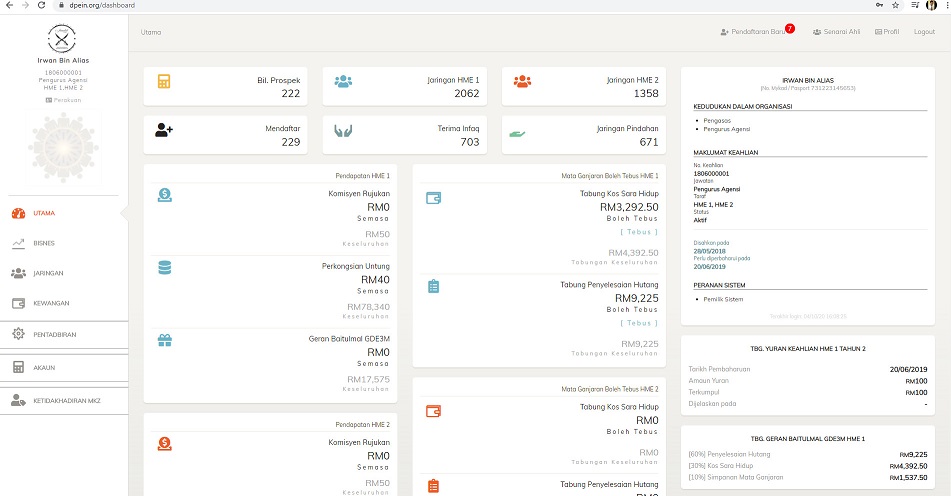 dpein.org/dashboard
Irwan Bin Alias
1806000001
Pengurus Agensi
HME 1,HME 2
Perakuan
UTAMA
BISNES
JARINGAN
KEWANGAN
PENTADBIRAN
AKAUN
KETIDAKHADIRAN MKZ
Utama
Pendaftaran Baru 7
Senarai Ahli
Profil
Logout
Bil. Prospek
222
Jaringan HME 1
2062
Jaringan HME 2
1358
Mendaftar
229
Terima Infaq
703
Jaringan Pindahan
671
Pendapatan HME 1
Komisyen Rujukan
RM0
Semasa
RM50
Keseluruhan
Perkongsian Untung
RM40
Semasa
RM78,340
Keseluruhan
Geran Baitulmal GDE3M
RM0
Semasa
RM17,575
Keseluruhan
Pendapatan HME 2
Komisyen Rujukan
RM0
Semasa
RM50
Keseluruhan
Mata Ganjaran Boleh Tebus HME 1
Tabung Kos Sara Hidup
RM3,292.50
Boleh Tebus
[ Tebus ]
RM4,392.50
Tabungan Keseluruhan
Tabung Penyelesaian Hutang
RM9,225
Boleh Tebus
[ Tebus ]
RM9,225
Tabungan Keseluruhan
Mata Ganjaran Boleh Tebus HME 2
Tabung Kos Sara Hidup
RM0
Boleh Tebus
RM0
Tabungan Keseluruhan
Tabung Penyelesaian Hutang
RM0
IRWAN BIN ALIAS
(No. Mykad / Pasport 731223145653)
KEDUDUKAN DALAM ORGANISASI
Pengasas
Pengurus Agensi
MAKLUMAT KEAHLIAN
No. Keahlian
1806000001
Jawatan
Pengurus Agensi
Taraf
HME 1, HME 2
Status
Aktif
Disahkan pada
28/05/2018
Perlu diperbaharui pada
20/06/2019
PERANAN SISTEM
Pemilik Sistem
TBG. YURAN KEAHLIAN HME 1 TAHUN 2
Tarikh Pembaharuan 20/06/2019
Amaun Yuran RM100
Terkumpul RM100
Dijelaskan pada -
TBG. GERAN BAITULMAL GDE3M HME 1
[60%] Penyelesaian Hutang RM9,225
[30%] Kos Sara Hidup RM4,392.50
[10%] Simpanan Mata Ganjaran RM1,537.50